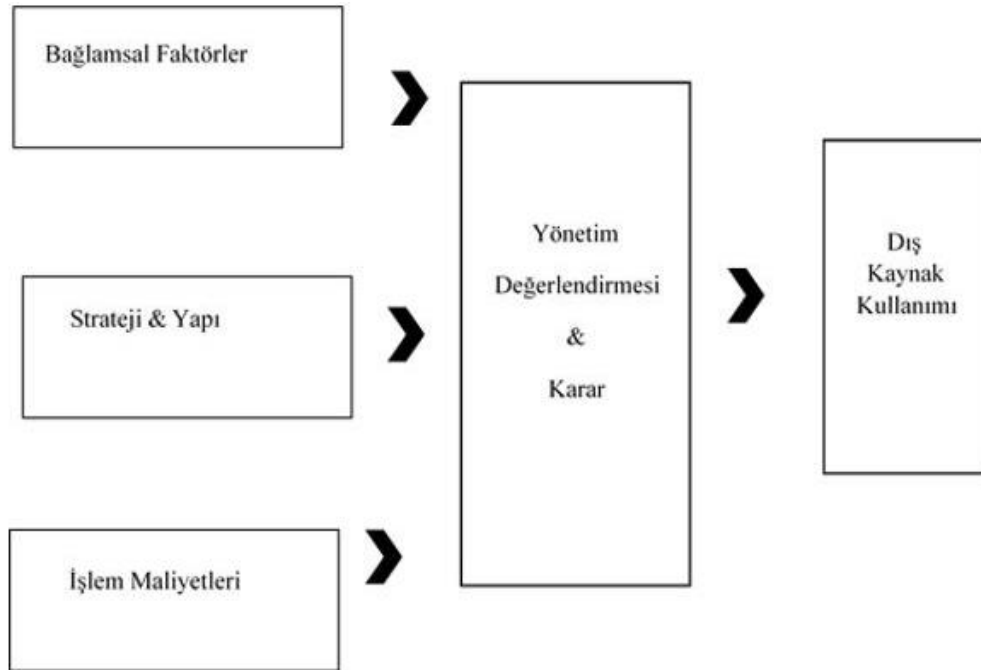 Bağlamsal Faktörler
Strateji & Yapı
İşlem Maliyetleri
Yönetim
Değerlendirmesi
&
Karar
Dış
Kaynak
Kullanımı